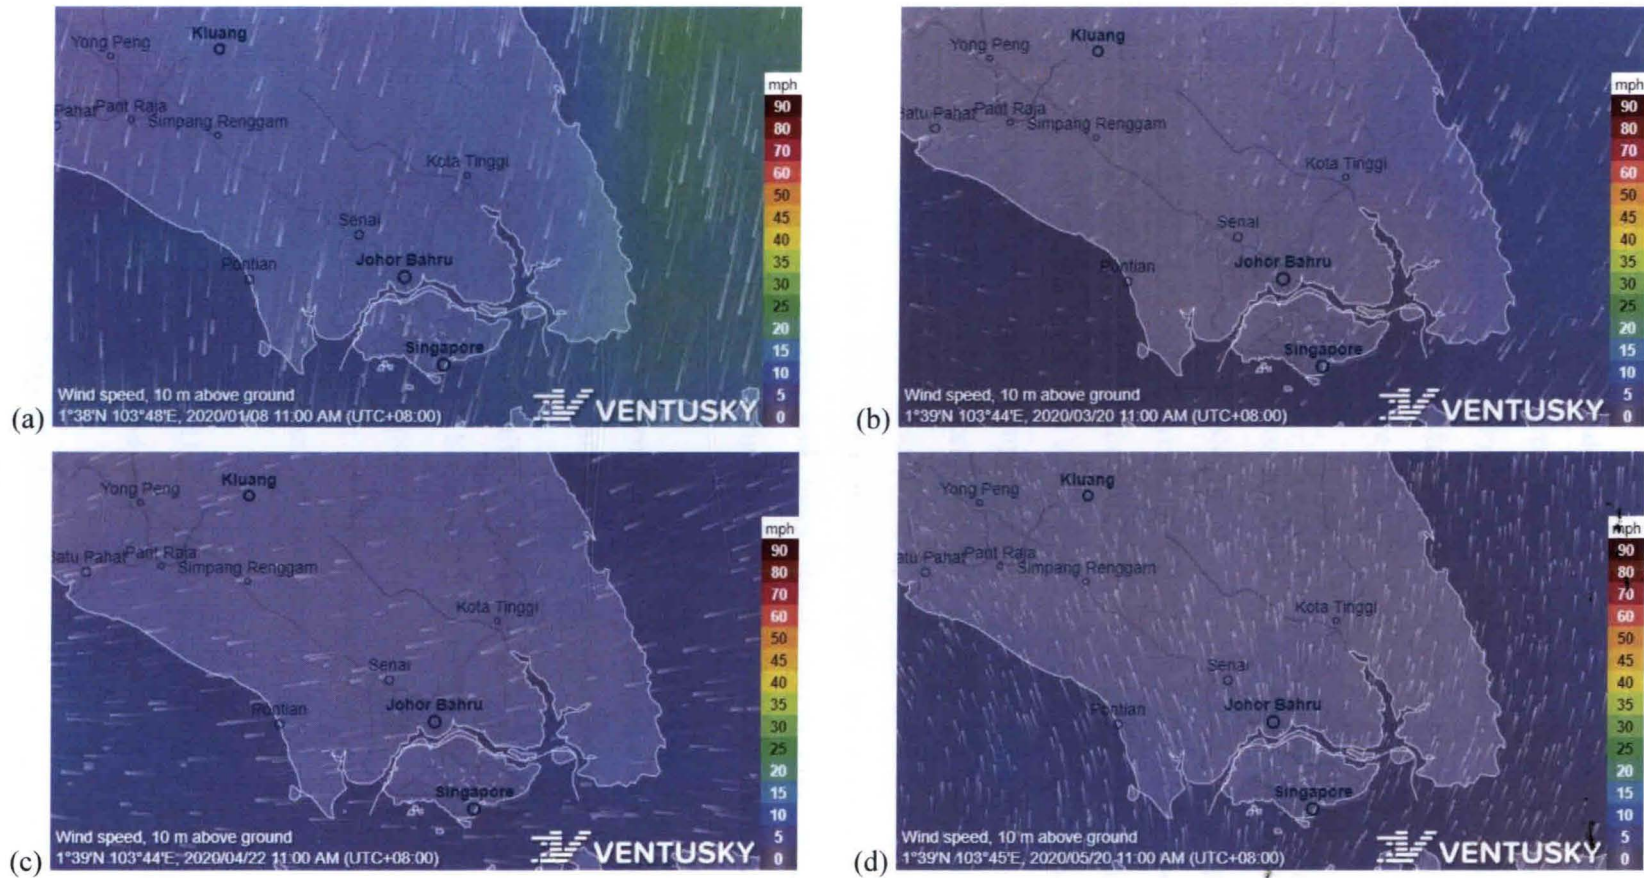 Kluang
Yong Peng
Pahat
Parit Raja
Simpang Renggam
Kota Tinggi
Senai
Johor Bahru
Pontian
Singapore
Wind speed, 10 m above ground
1°38'N 103°48'E, 2020/01/08 11:00 AM (UTC+08:00)
VENTUSKY
mph
90
80
70
60
50
45
40
35
30
25
20
15
10
5
0
(a)
Kluang
Yong Peng
Batu Pahat
Parit Raja
Simpang Renggam
Kota Tinggi
Senai
Johor Bahru
Pontian
Singapore
Wind speed, 10 m above ground
1°39'N 103°44'E, 2020/03/20 11:00 AM (UTC+08:00)
VENTUSKY
mph
90
80
70
60
50
45
40
35
30
25
20
15
10
5
0
(b)
Kluang
Yong Peng
Batu Pahat
Parit Raja
Simpang Renggam
Kota Tinggi
Senai
Johor Bahru
Pontian
Singapore
Wind speed, 10 m above ground
1°39'N 103°44'E, 2020/04/22 11:00 AM (UTC+08:00)
VENTUSKY
mph
90
80
70
60
50
45
40
35
30
25
20
15
10
5
0
(c)
Kluang
Yong Peng
Batu Pahat
Parit Raja
Simpang Renggam
Kota Tinggi
Senai
Johor Bahru
Pontian
Singapore
Wind speed, 10 m above ground
1°39'N 103°45'E, 2020/05/20 11:00 AM (UTC+08:00)
VENTUSKY
mph
90
80
70
60
50
45
40
35
30
25
20
15
10
5
0
(d)